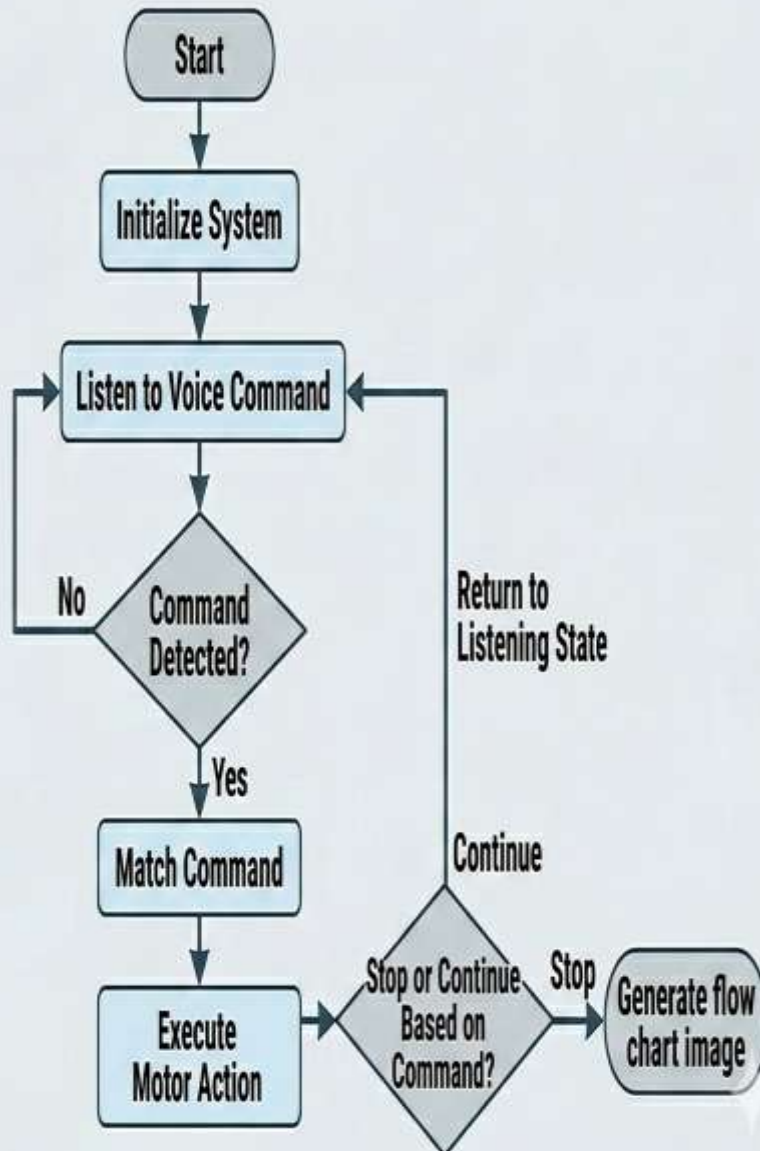 Start
Initialize System
Listen to Voice Command
No
Command
Detected?
Return to
Listening State
Yes
Match Command
Continue
Execute
Motor Action
Stop or Continue
Based on
Command?
Stop
Generate flow
chart image